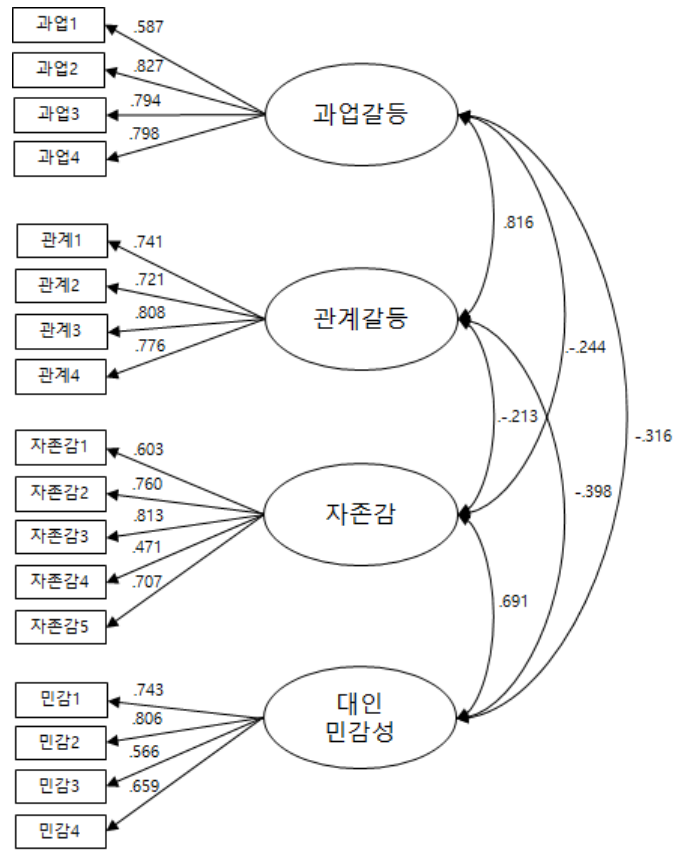 과업1
.587
과업2
.827
.794
과업3
.798
과업4
과업갈등
.816
관계1
.741
관계2
.721
.808
관계3
.776
관계4
관계갈등
.-.244
.-.213
-.316
자존감1
.603
자존감2
.760
.813
자존감3
.471
자존감4
.707
자존감5
자존감
-.398
.691
민감1
.743
.806
민감2
.566
민감3
.659
민감4
대인
민감성